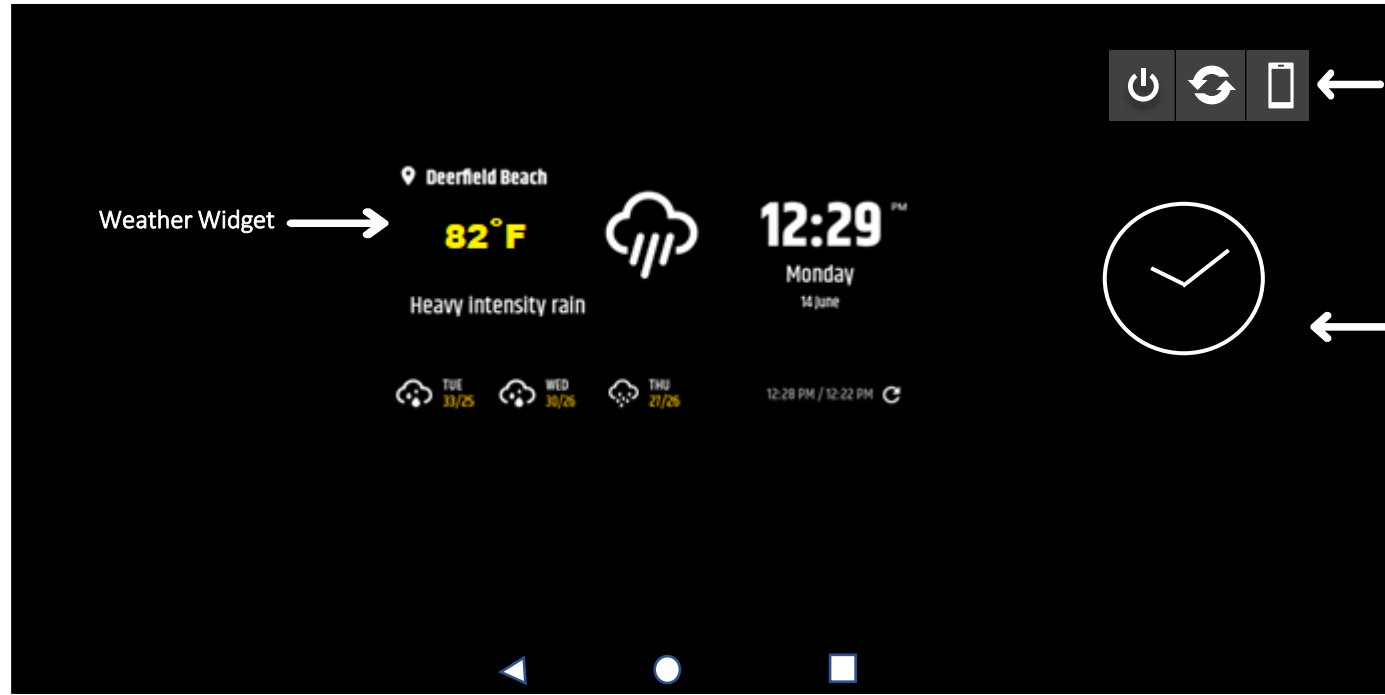 Deerfield Beach
Weather Widget
82°F
12:29 PM
Monday
14 June
Heavy intensity rain
TUE
33/25
WED
30/26
THU
27/26
12:28 PM / 12:22 PM